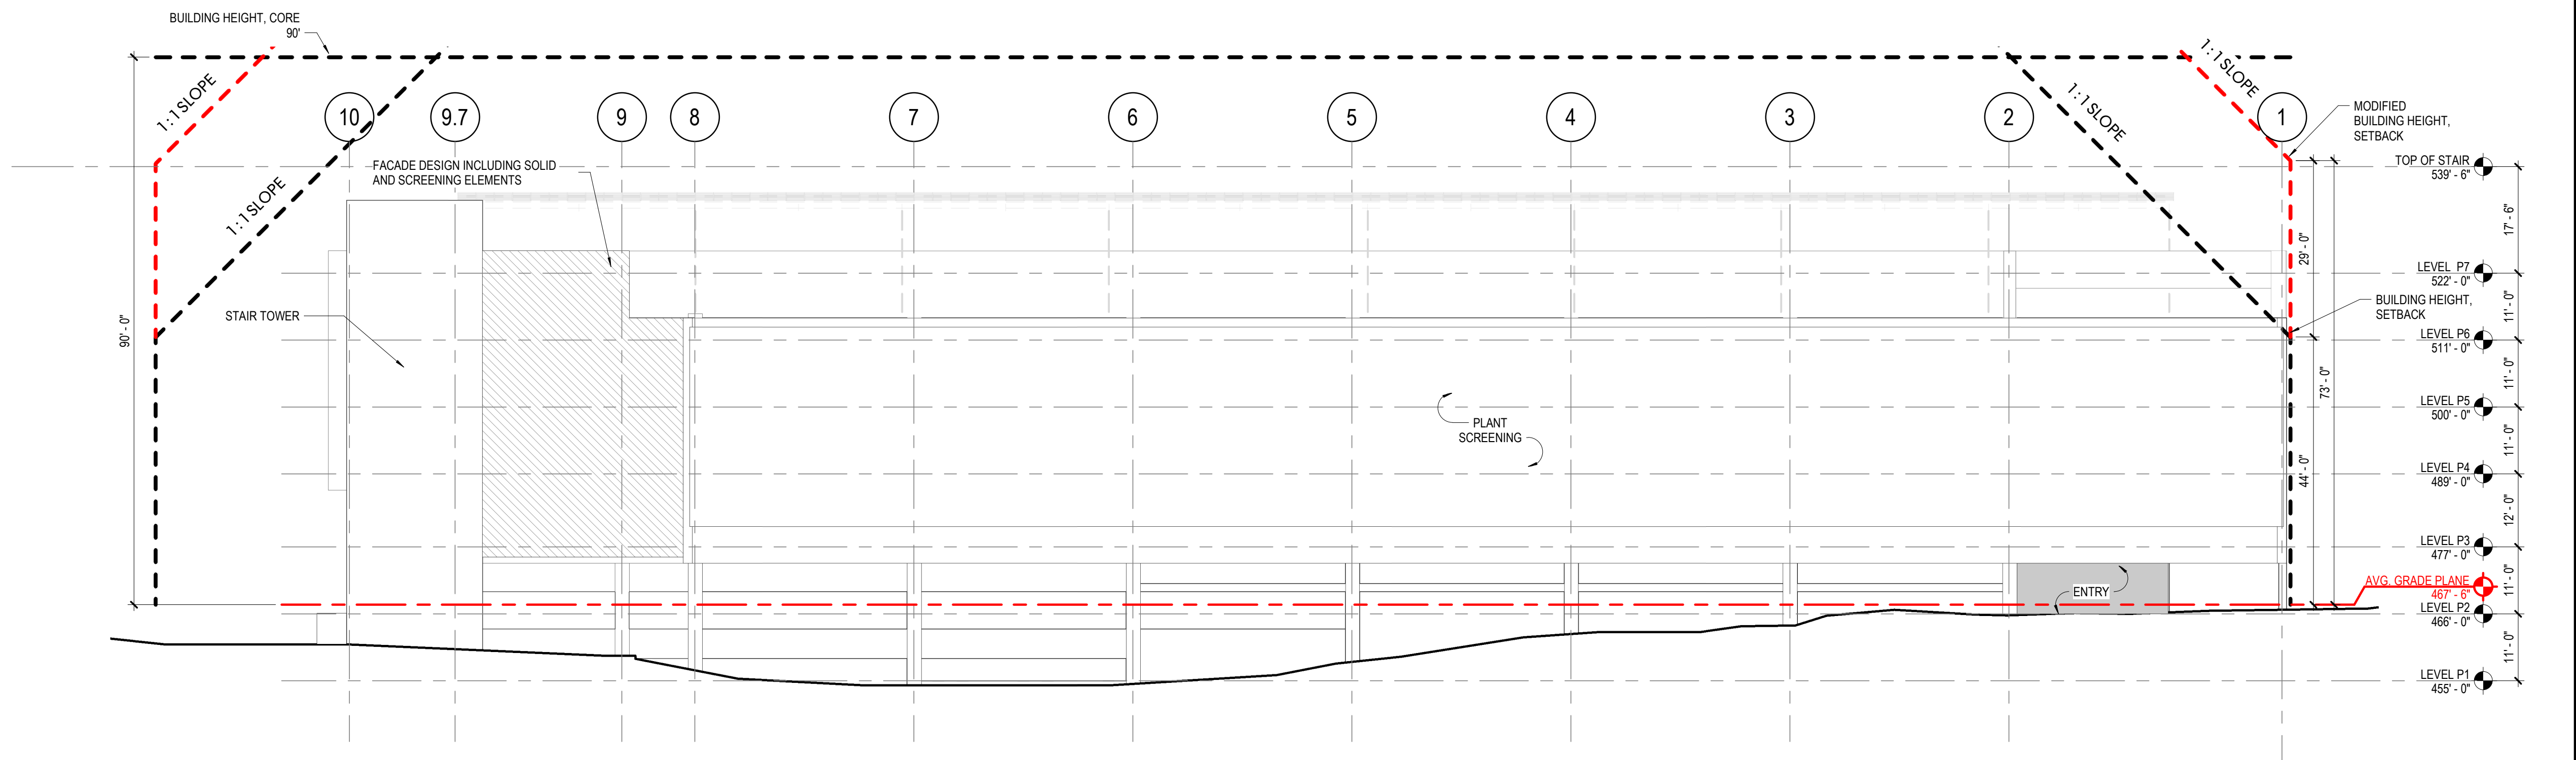 BUILDING HEIGHT, CORE
90'
1 : 1 SLOPE
1 : 1 SLOPE
1 : 1 SLOPE
1 : 1 SLOPE
10
9.7
9
8
7
6
5
4
3
2
1
MODIFIED
BUILDING HEIGHT,
SETBACK
FACADE DESIGN INCLUDING SOLID
AND SCREENING ELEMENTS
TOP OF STAIR
539' - 6"
17' - 6"
29' - 0"
LEVEL P7
522' - 0"
11' - 0"
BUILDING HEIGHT,
SETBACK
STAIR TOWER
90' - 0"
LEVEL P6
511' - 0"
11' - 0"
73' - 0"
LEVEL P5
500' - 0"
11' - 0"
PLANT
SCREENING
44' - 0"
LEVEL P4
489' - 0"
12' - 0"
LEVEL P3
477' - 0"
11' - 0"
AVG. GRADE PLANE
467' - 6"
ENTRY
LEVEL P2
466' - 0"
11' - 0"
LEVEL P1
455' - 0"